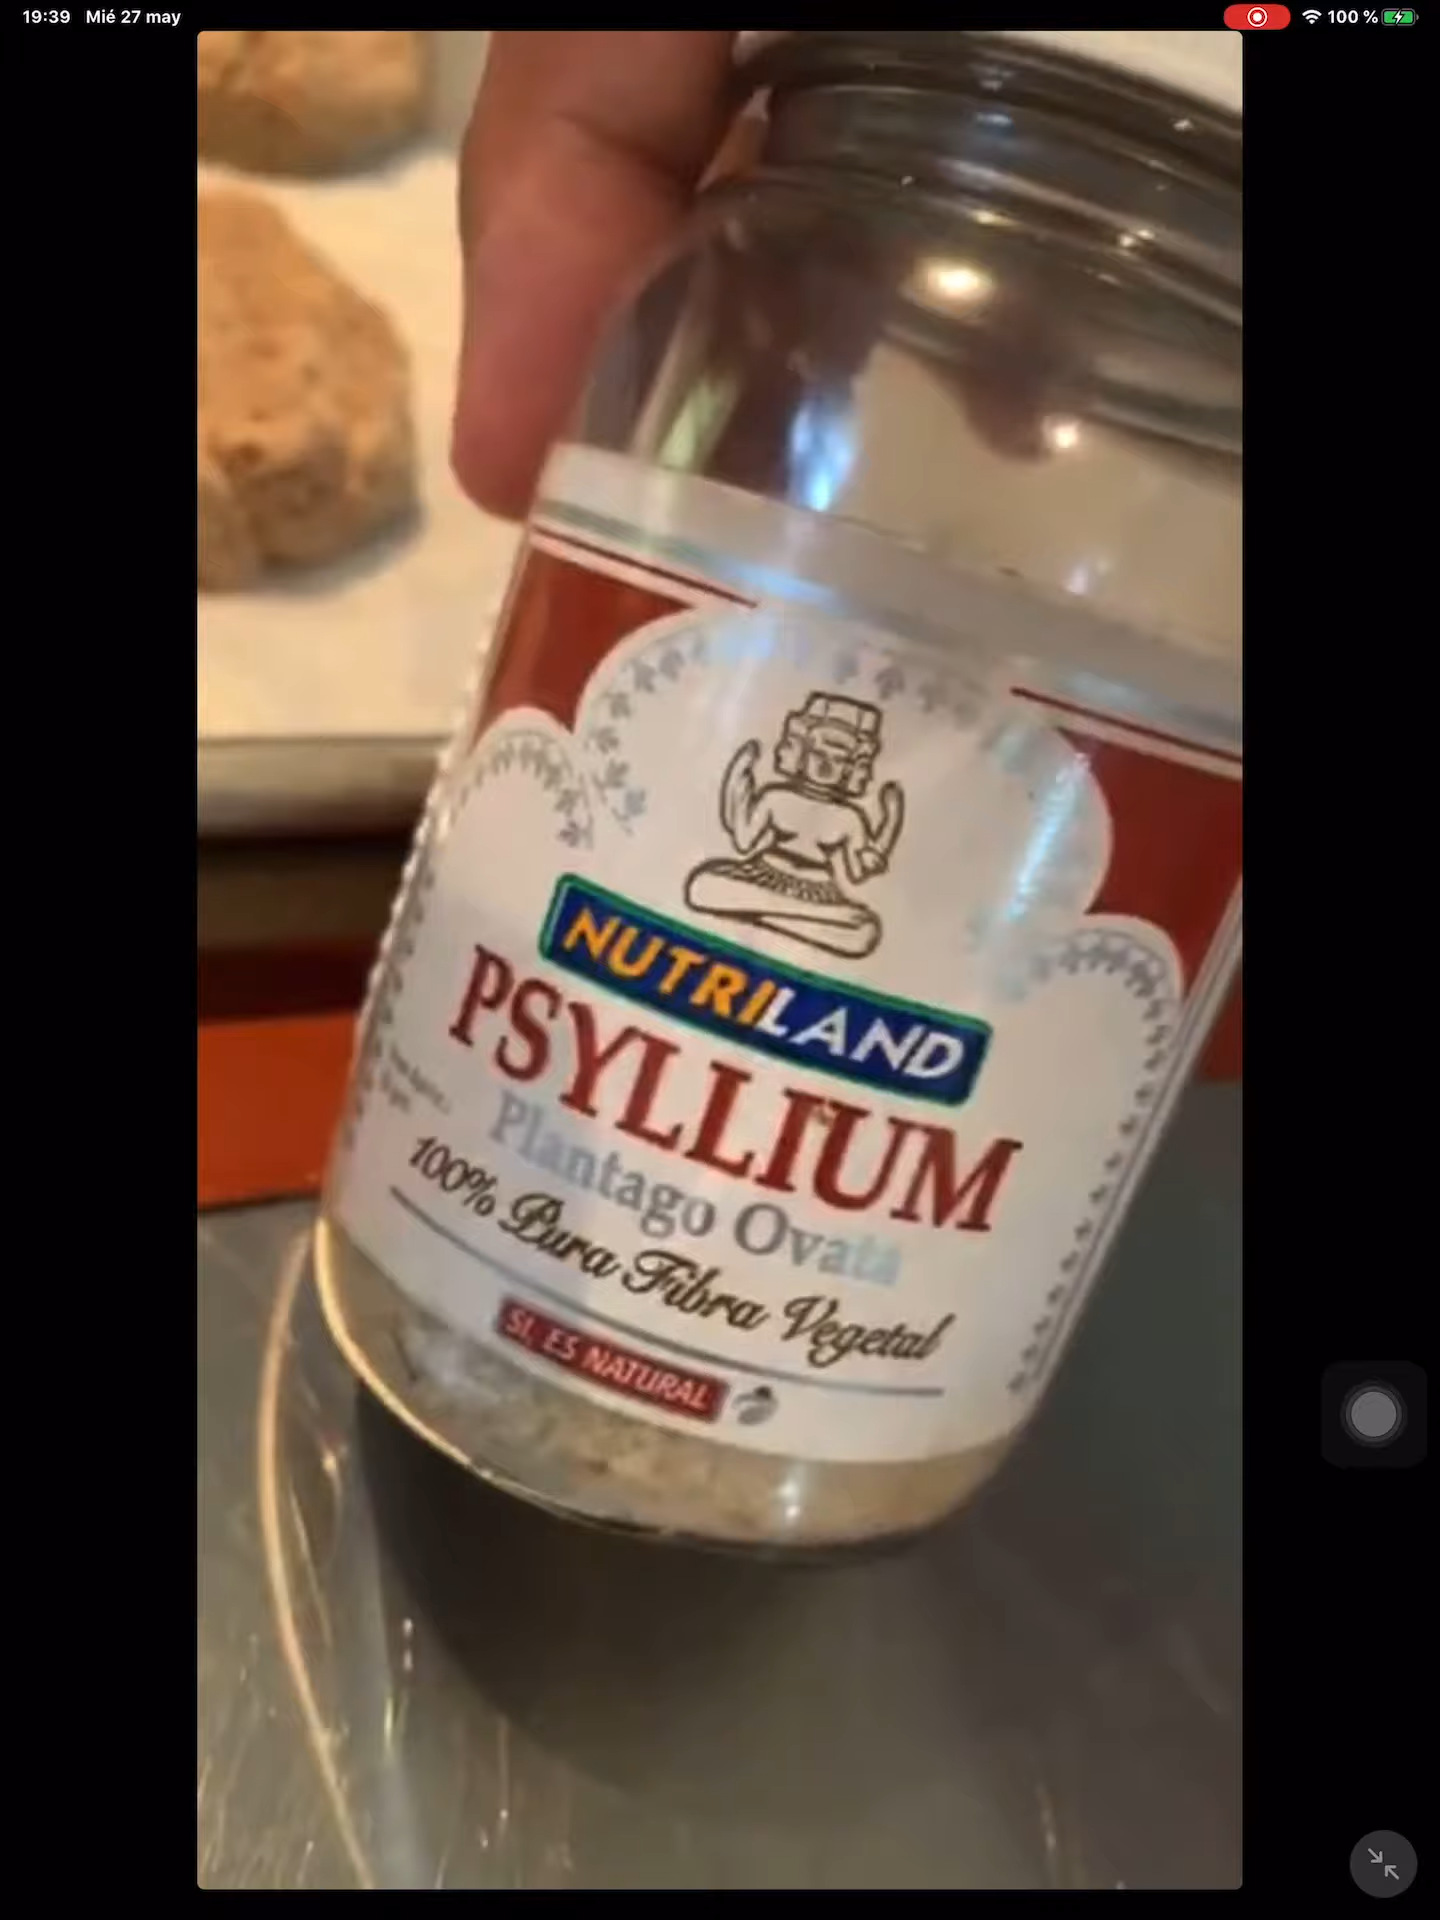 19:39 Mié 27 may
100 %
NUTRILAND
PSYLLIUM
Plantago Ovata
100% Pura Fibra Vegetal
SI, ES NATURAL